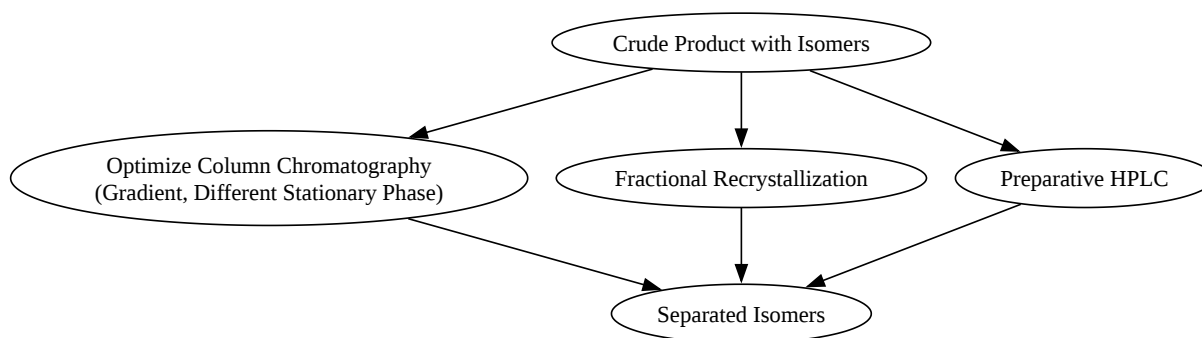 Crude Product with Isomers
Optimize Column Chromatography
(Gradient, Different Stationary Phase)
Fractional Recrystallization
Preparative HPLC
Separated Isomers